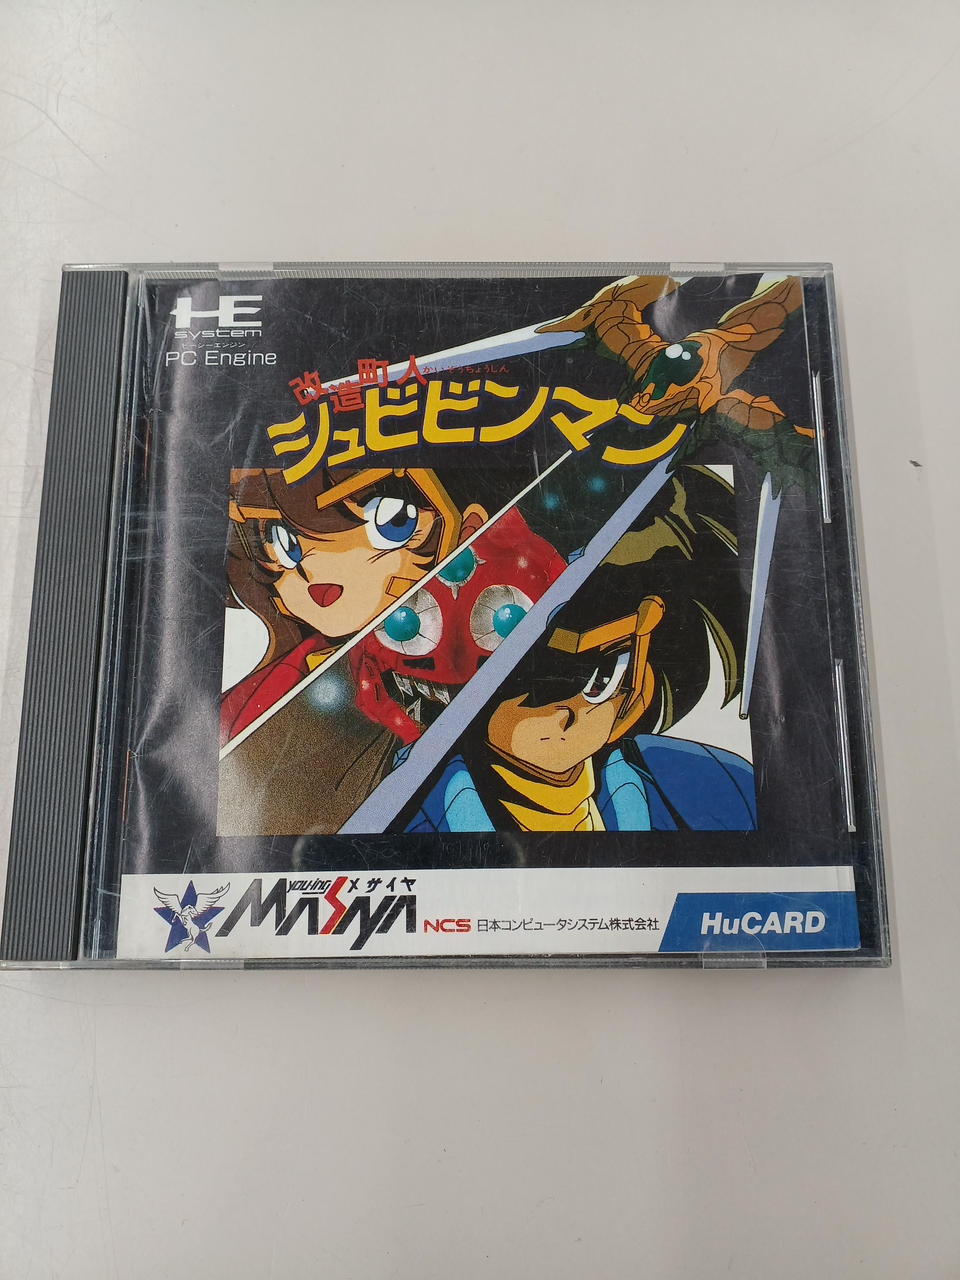 HE
system
ピーシーエンジン
PC Engine
改造町人
かいぞうちょうじん
シュビビンマン
you-ing
メサイヤ
MASAYA
NCS 日本コンピュータシステム株式会社
HuCARD